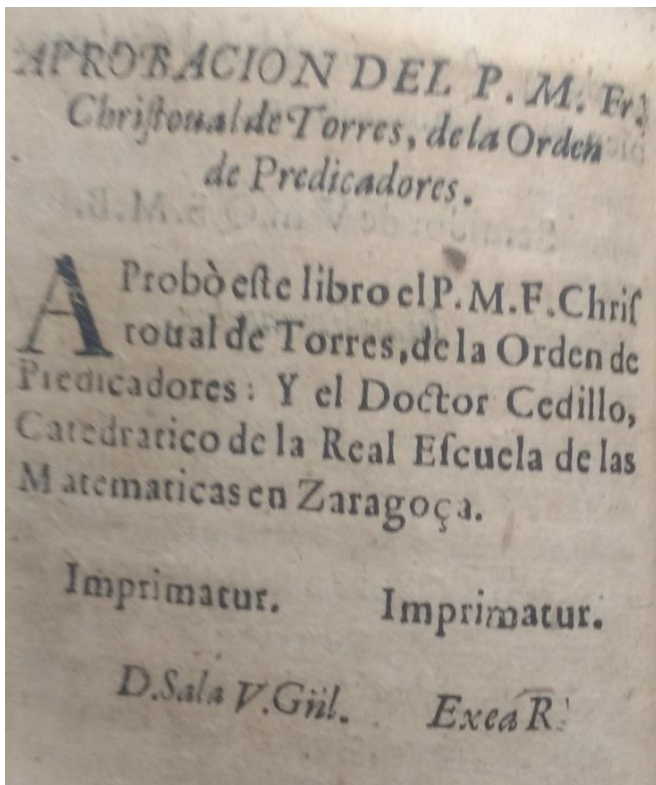 APROBACION DEL P. M. Fr.
Chriſtoual de Torres, de la Orden
de Predicadores.
AProbò eſte libro el P. M. F. Chriſ
toual de Torres, de la Orden de
Predicadores: Y el Doctor Cedillo,
Catedratico de la Real Eſcuela de las
Matematicas en Zaragoça.
Imprimatur. Imprimatur.
D. Sala V. Gñl. Exea R.